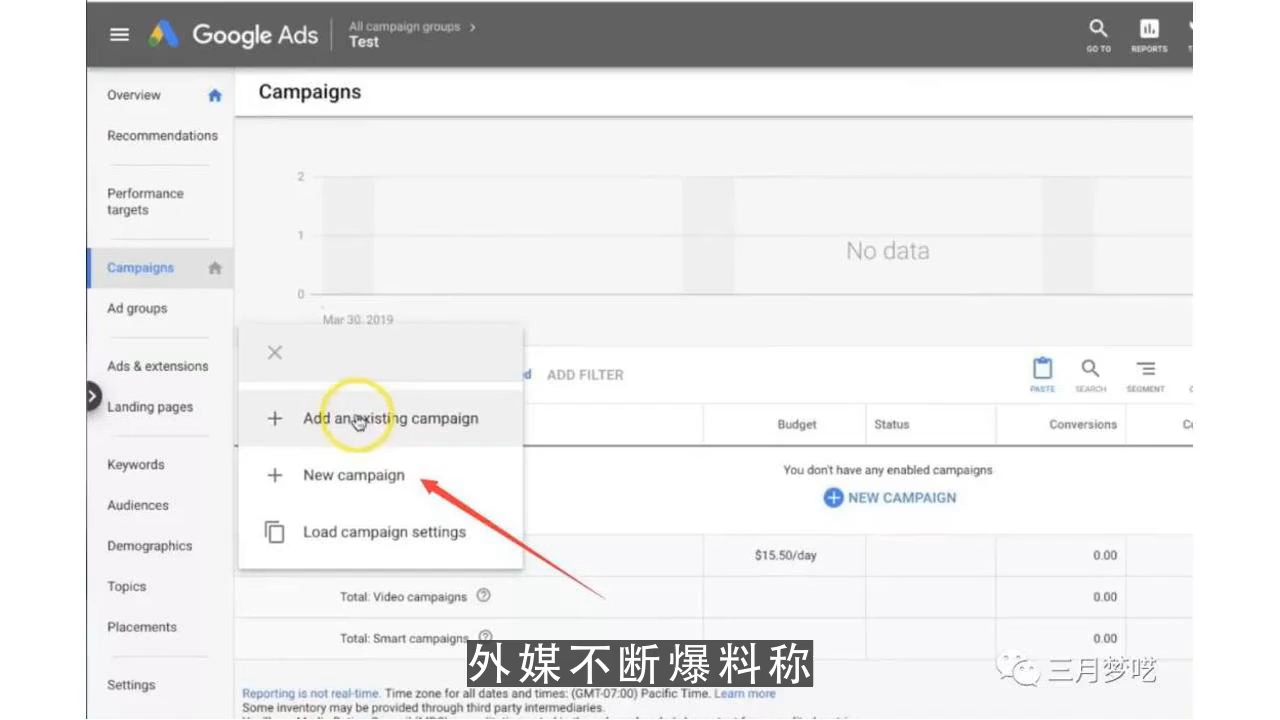 Google Ads
All campaign groups >
Test
GO TO
REPORTS
Overview
Recommendations
Performance
targets
Campaigns
Ad groups
Ads & extensions
Landing pages
Keywords
Audiences
Demographics
Topics
Placements
Settings
Campaigns
2
1
0
No data
Mar 30, 2019
ADD FILTER
PASTE
SEARCH
SEGMENT
Add an existing campaign
New campaign
Load campaign settings
Budget
Status
Conversions
You don't have any enabled campaigns
NEW CAMPAIGN
$15.50/day
0.00
Total: Video campaigns
0.00
Total: Smart campaigns
0.00
外媒不断爆料称
三月梦呓
Reporting is not real-time. Time zone for all dates and times: (GMT-07:00) Pacific Time. Learn more
Some inventory may be provided through third party intermediaries.